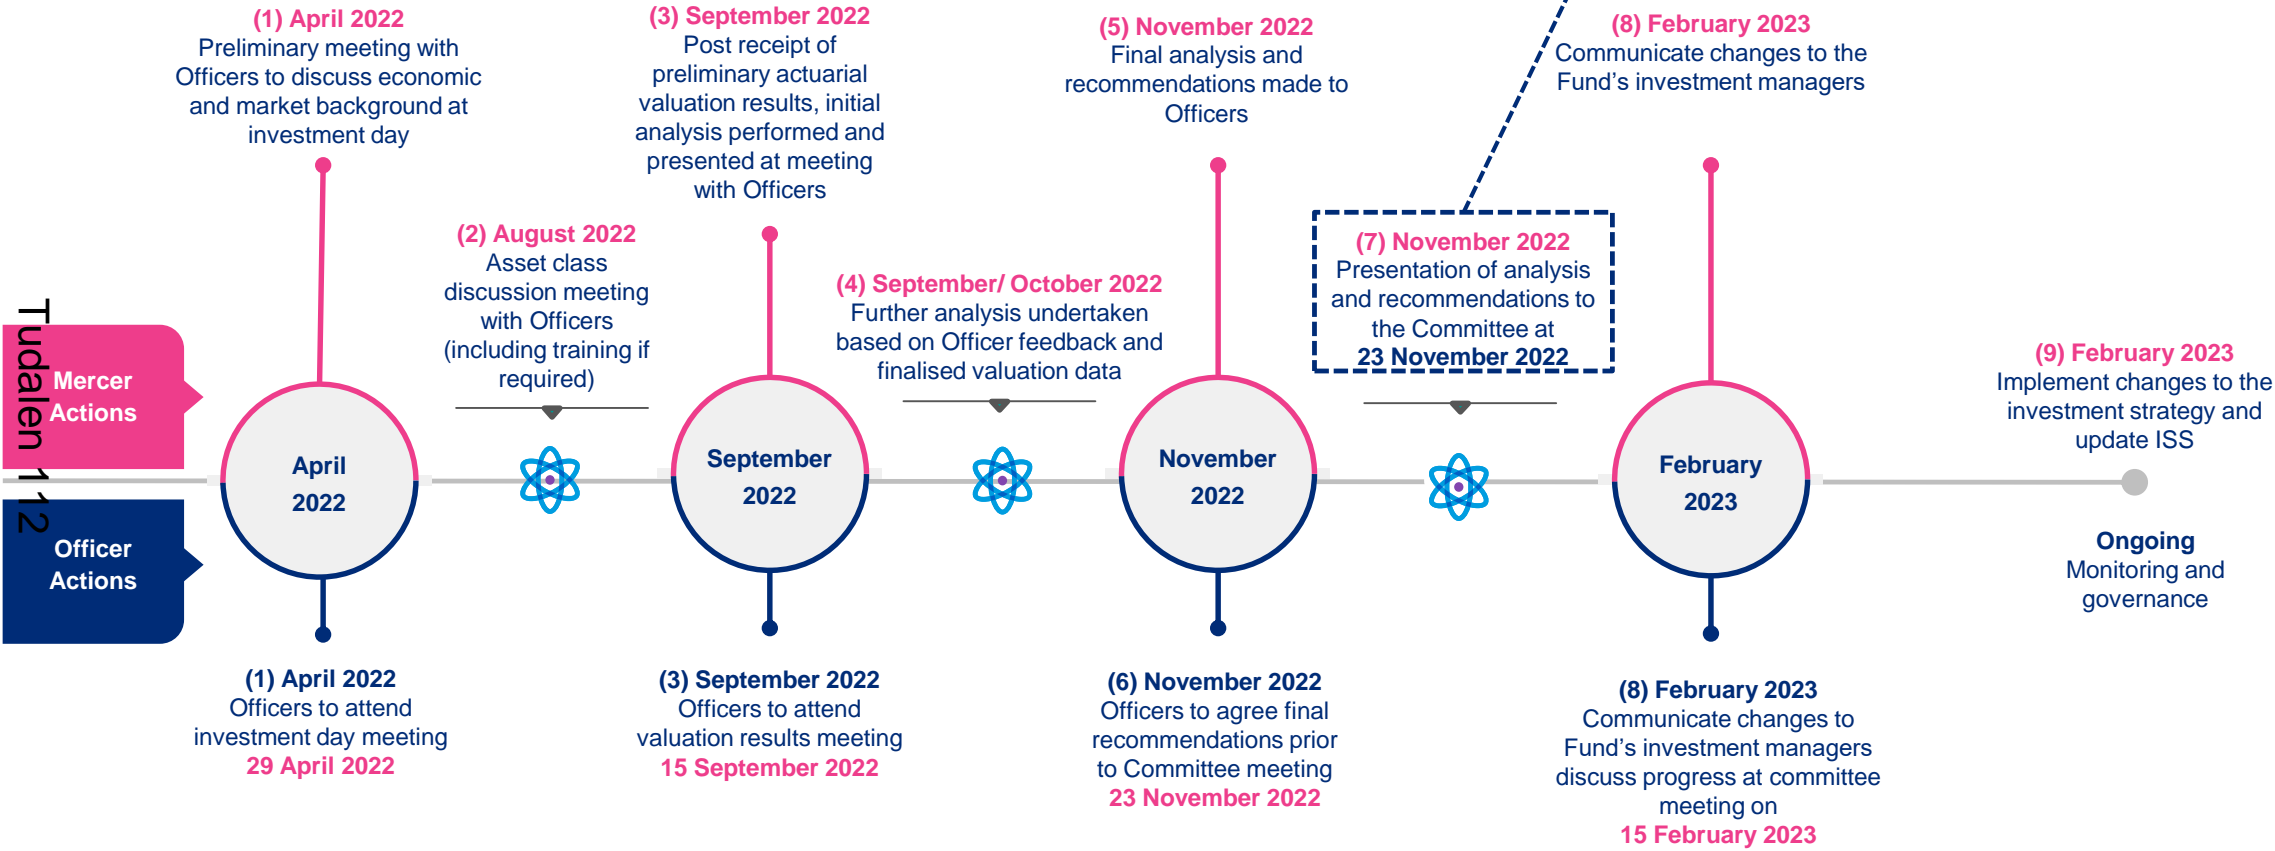 (1) April 2022
Preliminary meeting with
Officers to discuss economic
and market background at
investment day
(3) September 2022
Post receipt of
preliminary actuarial
valuation results, initial
analysis performed and
presented at meeting
with Officers
(5) November 2022
Final analysis and
recommendations made to
Officers
(8) February 2023
Communicate changes to the
Fund's investment managers
(2) August 2022
Asset class
discussion meeting
with Officers
(including training if
required)
(4) September/ October 2022
Further analysis undertaken
based on Officer feedback and
finalised valuation data
(7) November 2022
Presentation of analysis
and recommendations to
the Committee at
23 November 2022
(9) February 2023
Implement changes to the
investment strategy and
update ISS
Tudalen 112
Mercer
Actions
Officer
Actions
April
2022
September
2022
November
2022
February
2023
Ongoing
Monitoring and
governance
(1) April 2022
Officers to attend
investment day meeting
29 April 2022
(3) September 2022
Officers to attend
valuation results meeting
15 September 2022
(6) November 2022
Officers to agree final
recommendations prior
to Committee meeting
23 November 2022
(8) February 2023
Communicate changes to
Fund's investment managers
discuss progress at committee
meeting on
15 February 2023